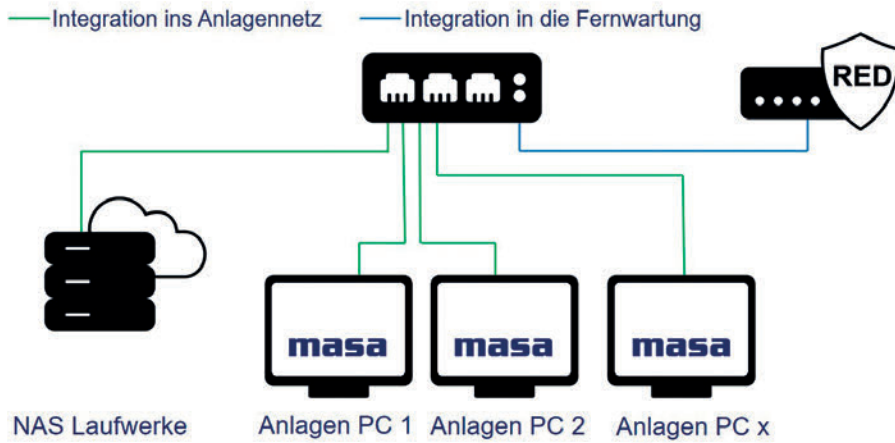 Integration ins Anlagennetz
Integration in die Fernwartung
RED
masa
masa
masa
NAS Laufwerke
Anlagen PC 1
Anlagen PC 2
Anlagen PC x